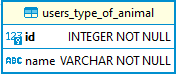 users_type_of_animal
123 id INTEGER NOT NULL
ABC name VARCHAR NOT NULL